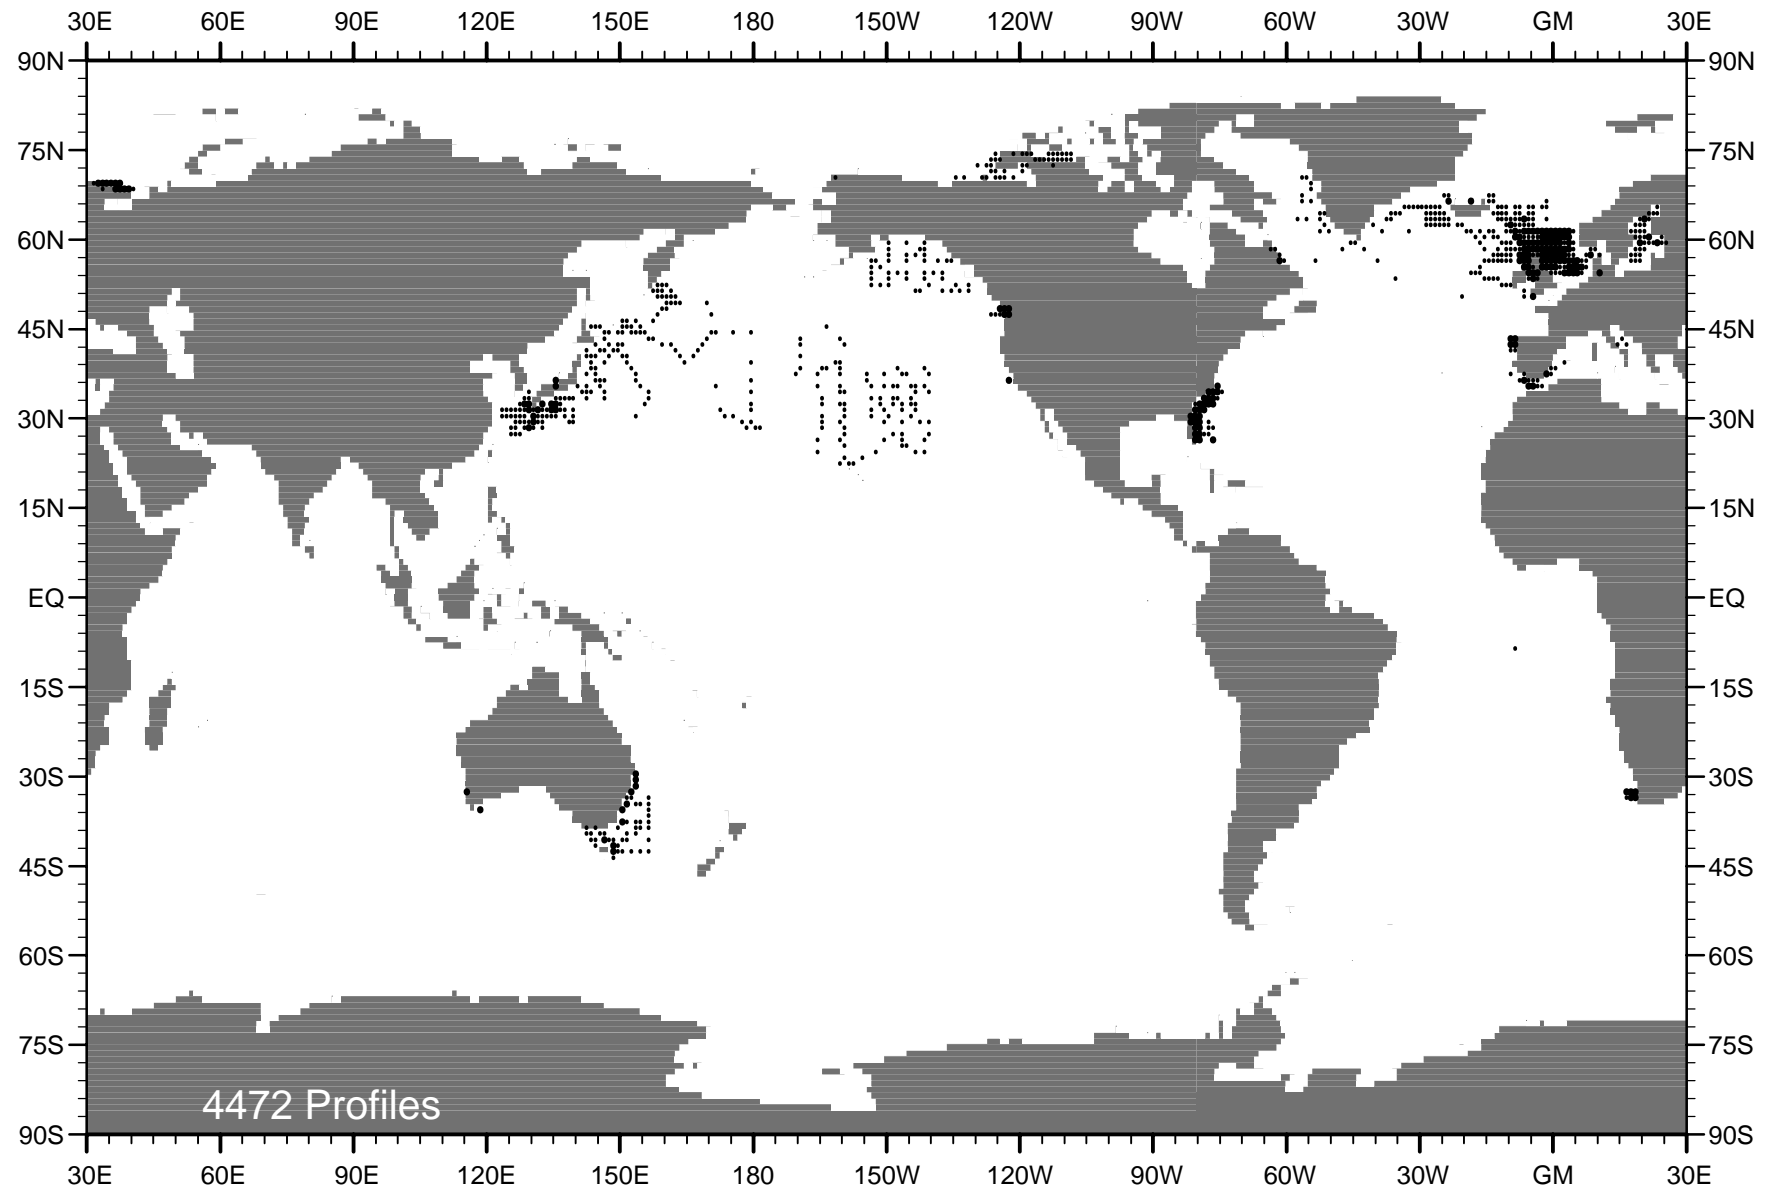 30E 60E 90E 120E 150E 180 150W 120W 90W 60W 30W GM 30E
90N 90N
75N 75N
60N 60N
45N 45N
30N 30N
15N 15N
EQ EQ
15S 15S
30S 30S
45S 45S
60S 60S
75S 75S
4472 Profiles
90S 90S
30E 60E 90E 120E 150E 180 150W 120W 90W 60W 30W GM 30E